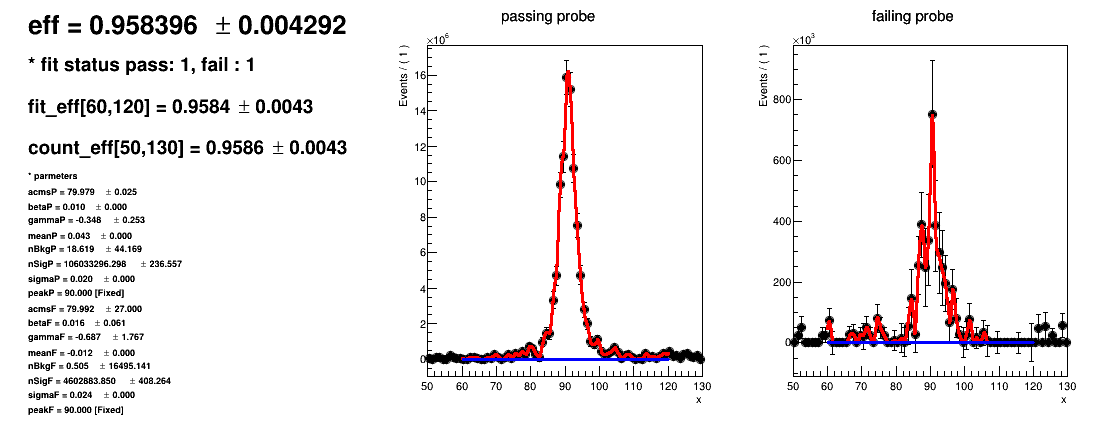 eff = 0.958396 ± 0.004292
* fit status pass: 1, fail : 1
fit_eff[60,120] = 0.9584 ± 0.0043
count_eff[50,130] = 0.9586 ± 0.0043
* parmeters
acmsP = 79.979 ± 0.025
betaP = 0.010 ± 0.000
gammaP = -0.348 ± 0.253
meanP = 0.043 ± 0.000
nBkgP = 18.619 ± 44.169
nSigP = 106033296.298 ± 236.557
sigmaP = 0.020 ± 0.000
peakP = 90.000 [Fixed]
acmsF = 79.992 ± 27.000
betaF = 0.016 ± 0.061
gammaF = -0.687 ± 1.767
meanF = -0.012 ± 0.000
nBkgF = 0.505 ± 16495.141
nSigF = 4602883.850 ± 408.264
sigmaF = 0.024 ± 0.000
peakF = 90.000 [Fixed]
passing probe
×10⁶
Events / ( 1 )
16
14
12
10
8
6
4
2
0
50 60 70 80 90 100 110 120 130
x
failing probe
×10³
Events / ( 1 )
800
600
400
200
0
50 60 70 80 90 100 110 120 130
x